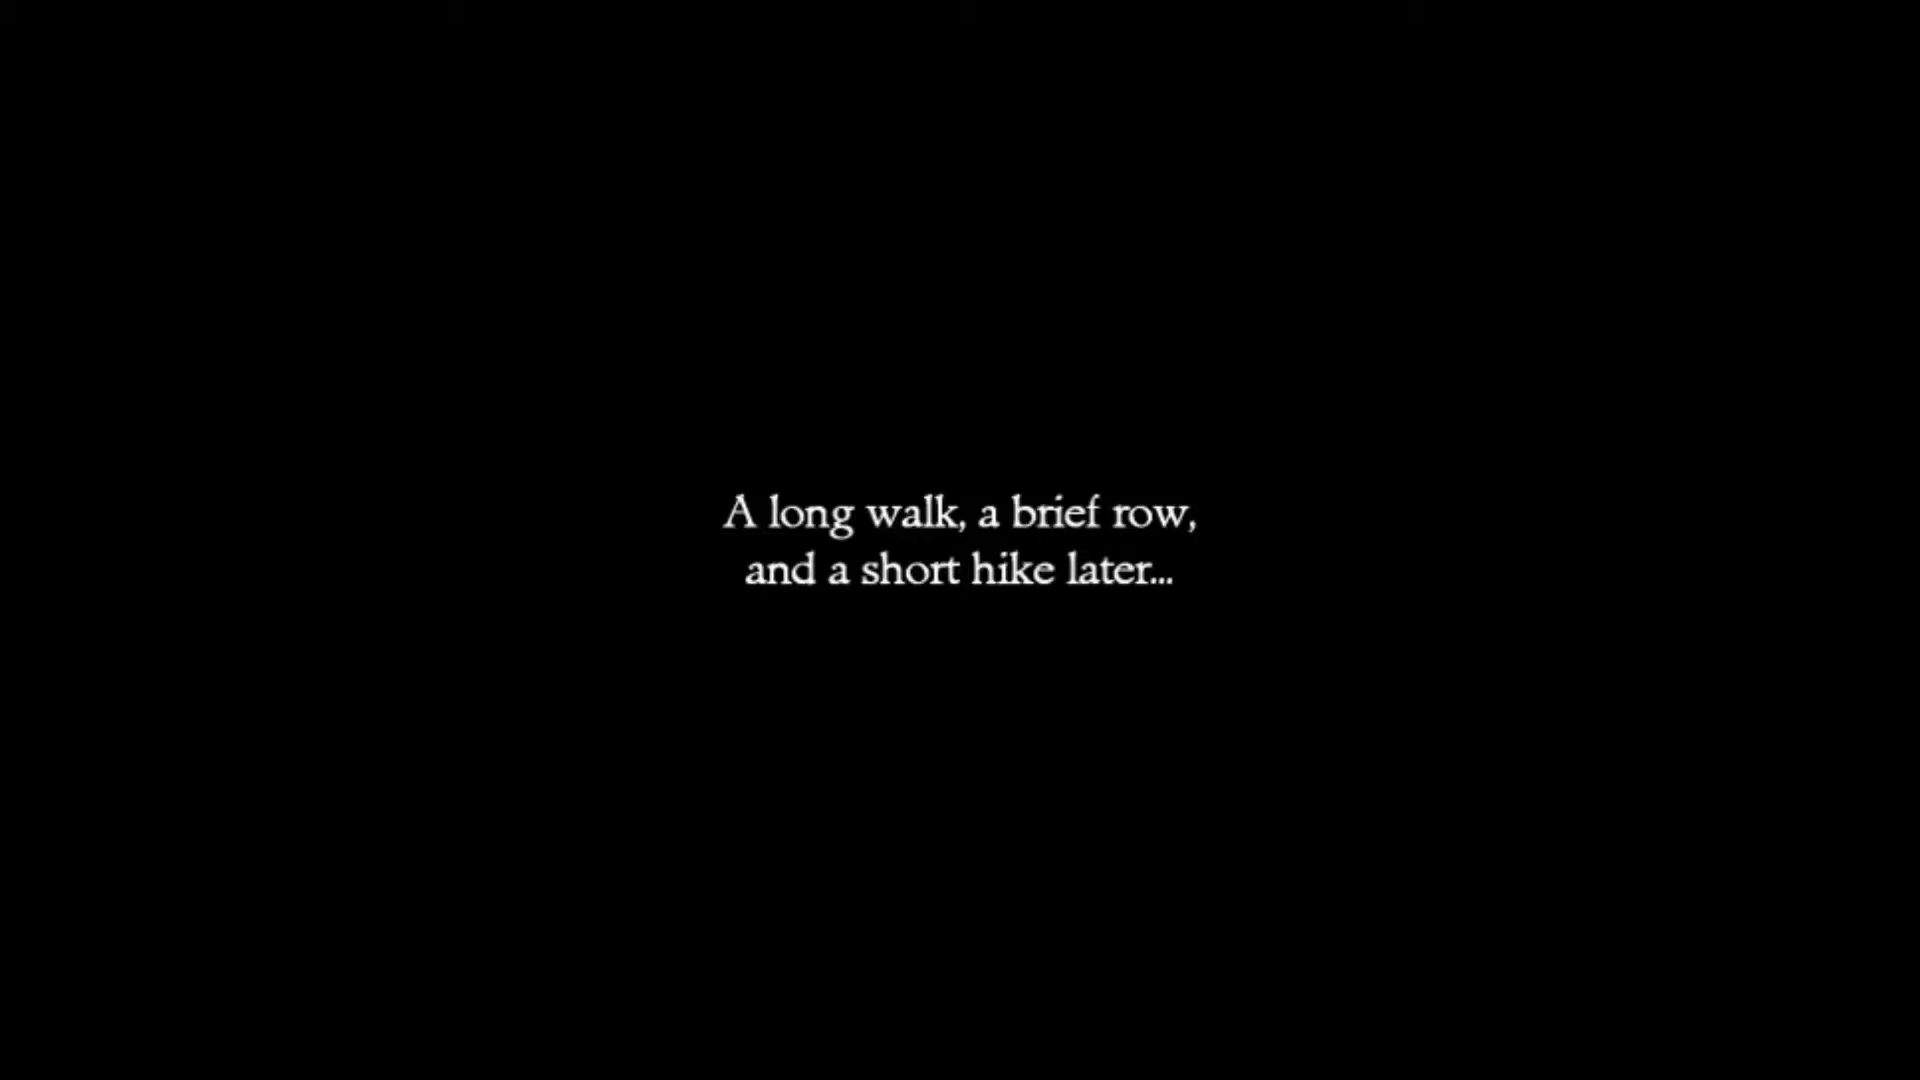 A long walk, a brief row,
and a short hike later...